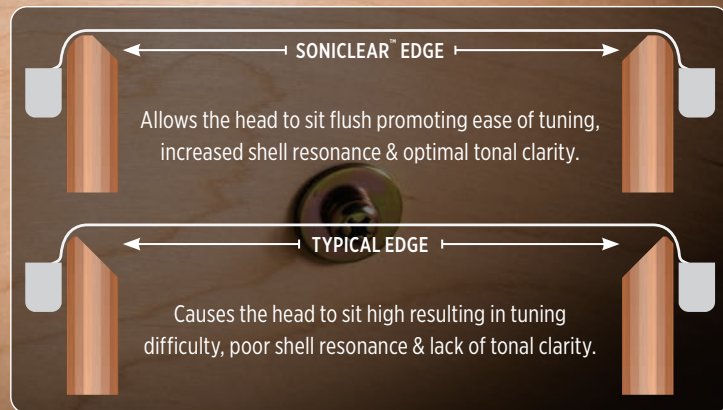 SONICLEAR™ EDGE
Allows the head to sit flush promoting ease of tuning,
increased shell resonance & optimal tonal clarity.
TYPICAL EDGE
Causes the head to sit high resulting in tuning
difficulty, poor shell resonance & lack of tonal clarity.